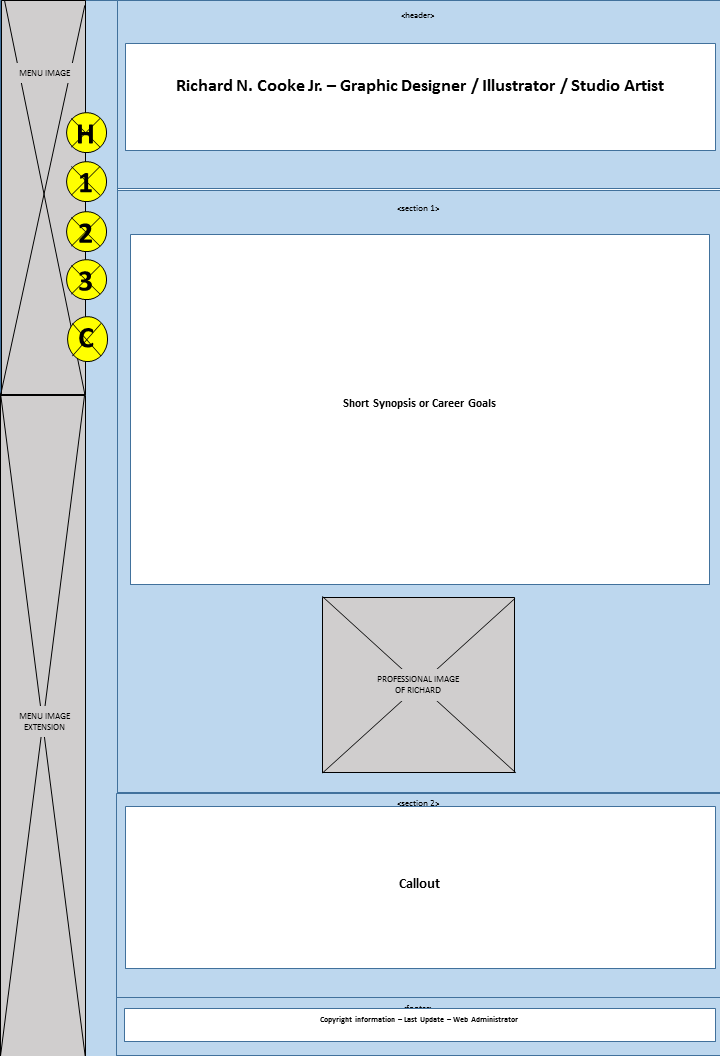 <header>
MENU IMAGE
Richard N. Cooke Jr. – Graphic Designer / Illustrator / Studio Artist
H
1
2
3
C
<section 1>
Short Synopsis or Career Goals
PROFESSIONAL IMAGE
OF RICHARD
MENU IMAGE
EXTENSION
<section 2>
Callout
<footer>
Copyright information – Last Update – Web Administrator